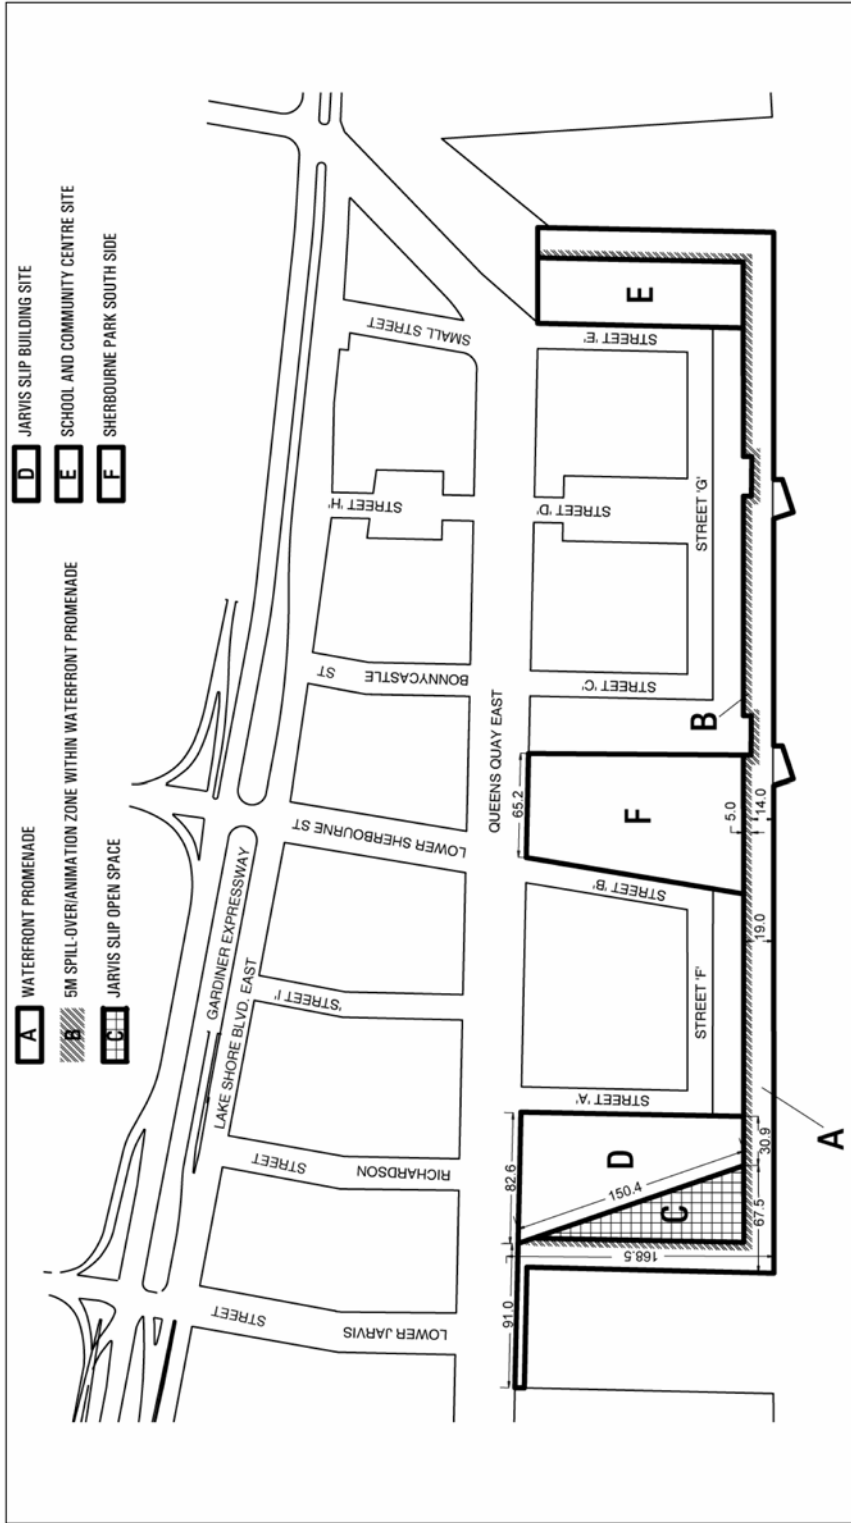 A WATERFRONT PROMENADE
B 5M SPILL-OVER/ANIMATION ZONE WITHIN WATERFRONT PROMENADE
C JARVIS SLIP OPEN SPACE
D JARVIS SLIP BUILDING SITE
E SCHOOL AND COMMUNITY CENTRE SITE
F SHERBOURNE PARK SOUTH SIDE
GARDINER EXPRESSWAY
LAKE SHORE BLVD. EAST
LOWER JARVIS
STREET
RICHARDSON
STREET
'STREET I'
LOWER SHERBOURNE ST
BONNYCASTLE
ST
STREET 'H'
SMALL STREET
QUEENS QUAY EAST
91.0
82.6
65.2
168.5
150.4
C
D
STREET 'A'
STREET 'B'
F
STREET 'C'
STREET 'D'
STREET 'E'
E
STREET 'F'
STREET 'G'
B
67.5
30.9
19.0
5.0
14.0
A